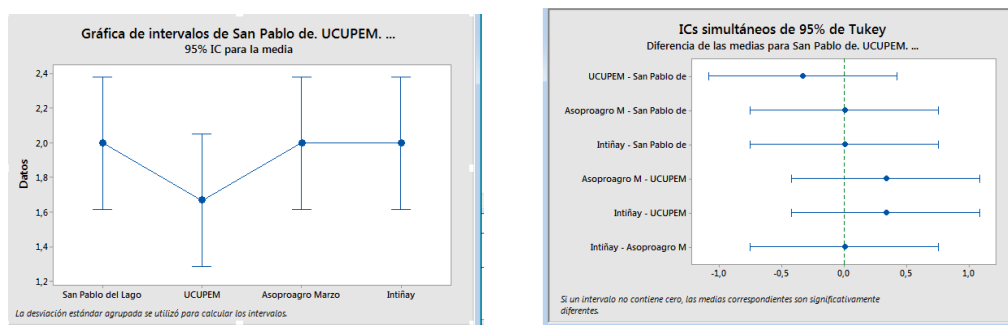 Gráfica de intervalos de San Pablo de. UCUPEM. ...
95% IC para la media
2,4
2,2
2,0
1,8
1,6
1,4
1,2
Datos
San Pablo del Lago
UCUPEM
Asoproagro Marzo
Intiñay
La desviación estándar agrupada se utilizó para calcular los intervalos.
ICs simultáneos de 95% de Tukey
Diferencia de las medias para San Pablo de. UCUPEM. ...
UCUPEM - San Pablo de
Asoproagro M - San Pablo de
Intiñay - San Pablo de
Asoproagro M - UCUPEM
Intiñay - UCUPEM
Intiñay - Asoproagro M
-1,0
-0,5
0,0
0,5
1,0
Si un intervalo no contiene cero, las medias correspondientes son significativamente
diferentes.